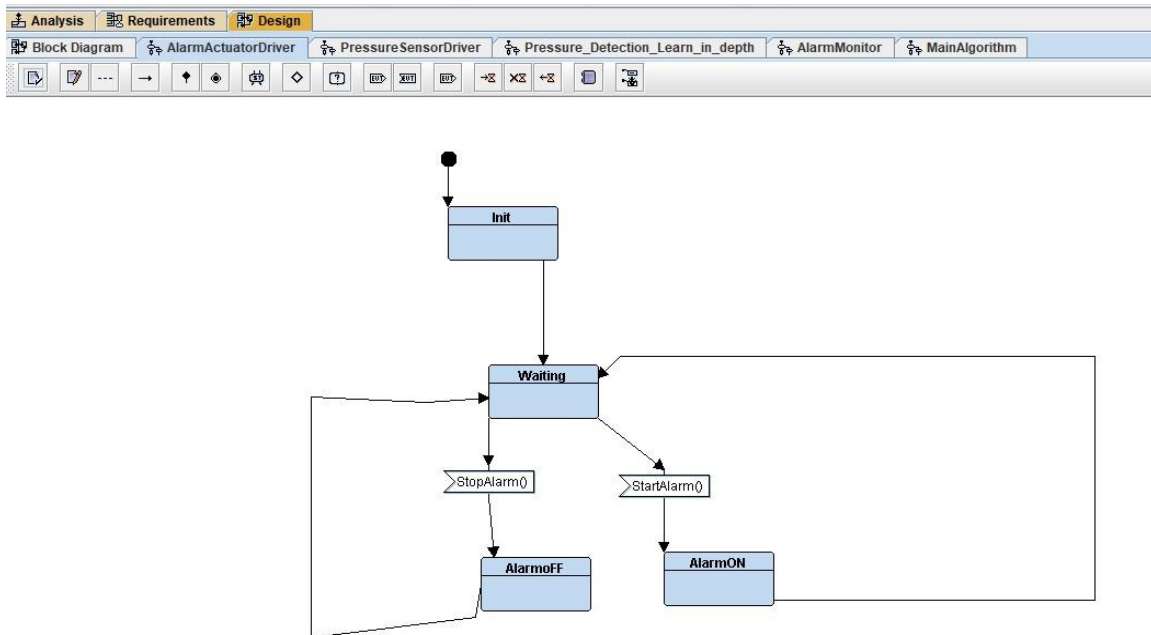 Analysis Requirements Design
Block Diagram AlarmActuatorDriver PressureSensorDriver Pressure_Detection_Learn_in_depth AlarmMonitor MainAlgorithm
Init
Waiting
StopAlarm()
StartAlarm()
AlarmoFF
AlarmON